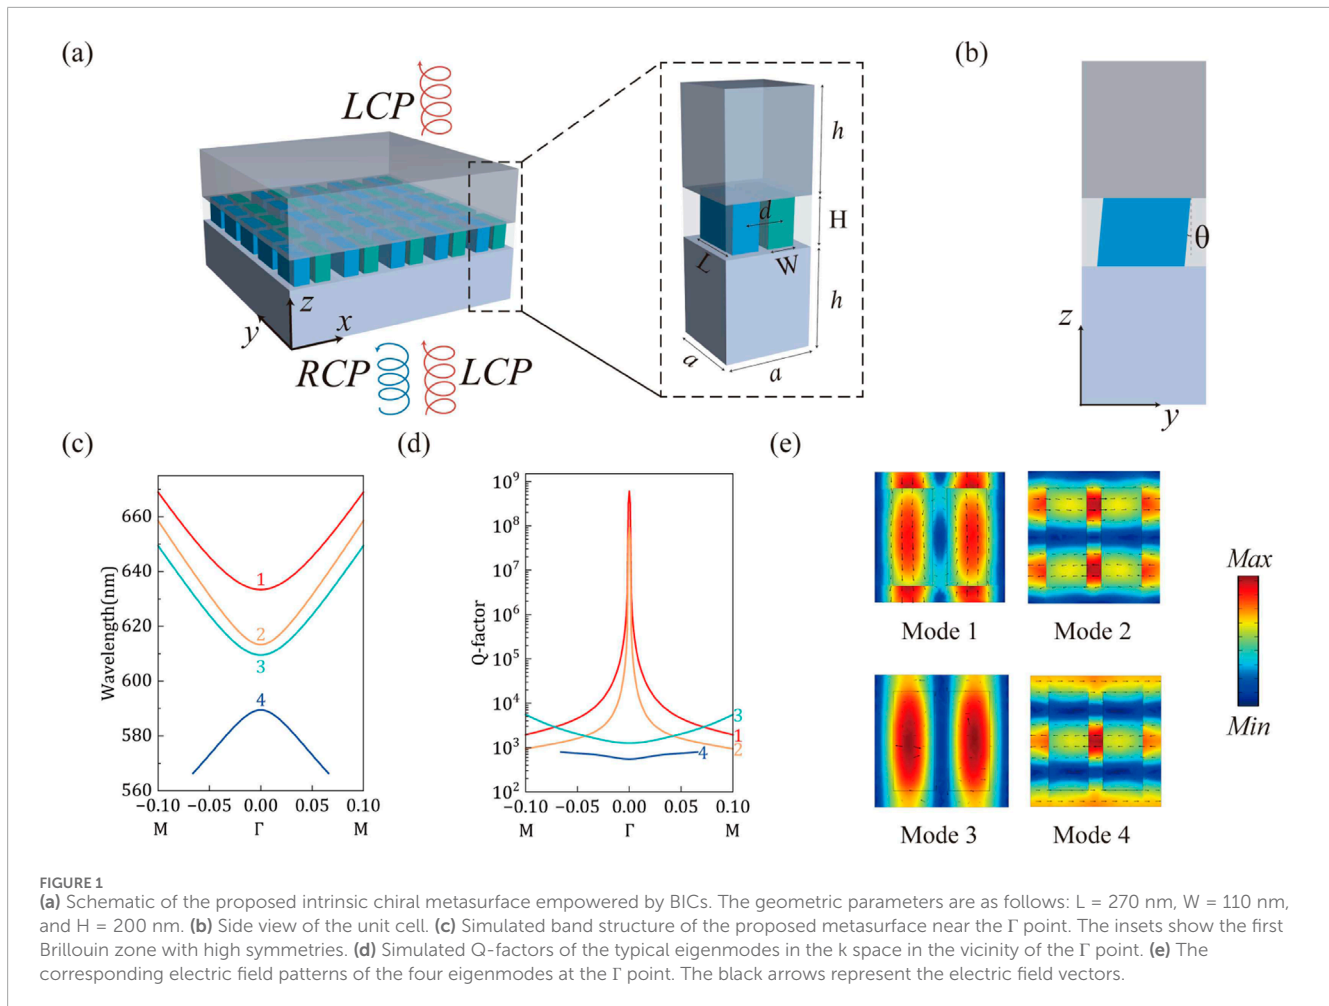 (a)
LCP
RCP
LCP
z
y
x
h
d
H
L
W
h
a
a
(b)
θ
z
y
(c)
Wavelength(nm)
660
640
620
600
580
560
1
2
3
4
−0.10
−0.05
0.00
0.05
0.10
M
Γ
M
(d)
Q-factor
10⁹
10⁸
10⁷
10⁶
10⁵
10⁴
10³
10²
3
1
2
4
−0.10
−0.05
0.00
0.05
0.10
M
Γ
M
(e)
Mode 1
Mode 2
Mode 3
Mode 4
Max
Min
FIGURE 1
(a) Schematic of the proposed intrinsic chiral metasurface empowered by BICs. The geometric parameters are as follows: L = 270 nm, W = 110 nm,
and H = 200 nm. (b) Side view of the unit cell. (c) Simulated band structure of the proposed metasurface near the Γ point. The insets show the first
Brillouin zone with high symmetries. (d) Simulated Q-factors of the typical eigenmodes in the k space in the vicinity of the Γ point. (e) The
corresponding electric field patterns of the four eigenmodes at the Γ point. The black arrows represent the electric field vectors.